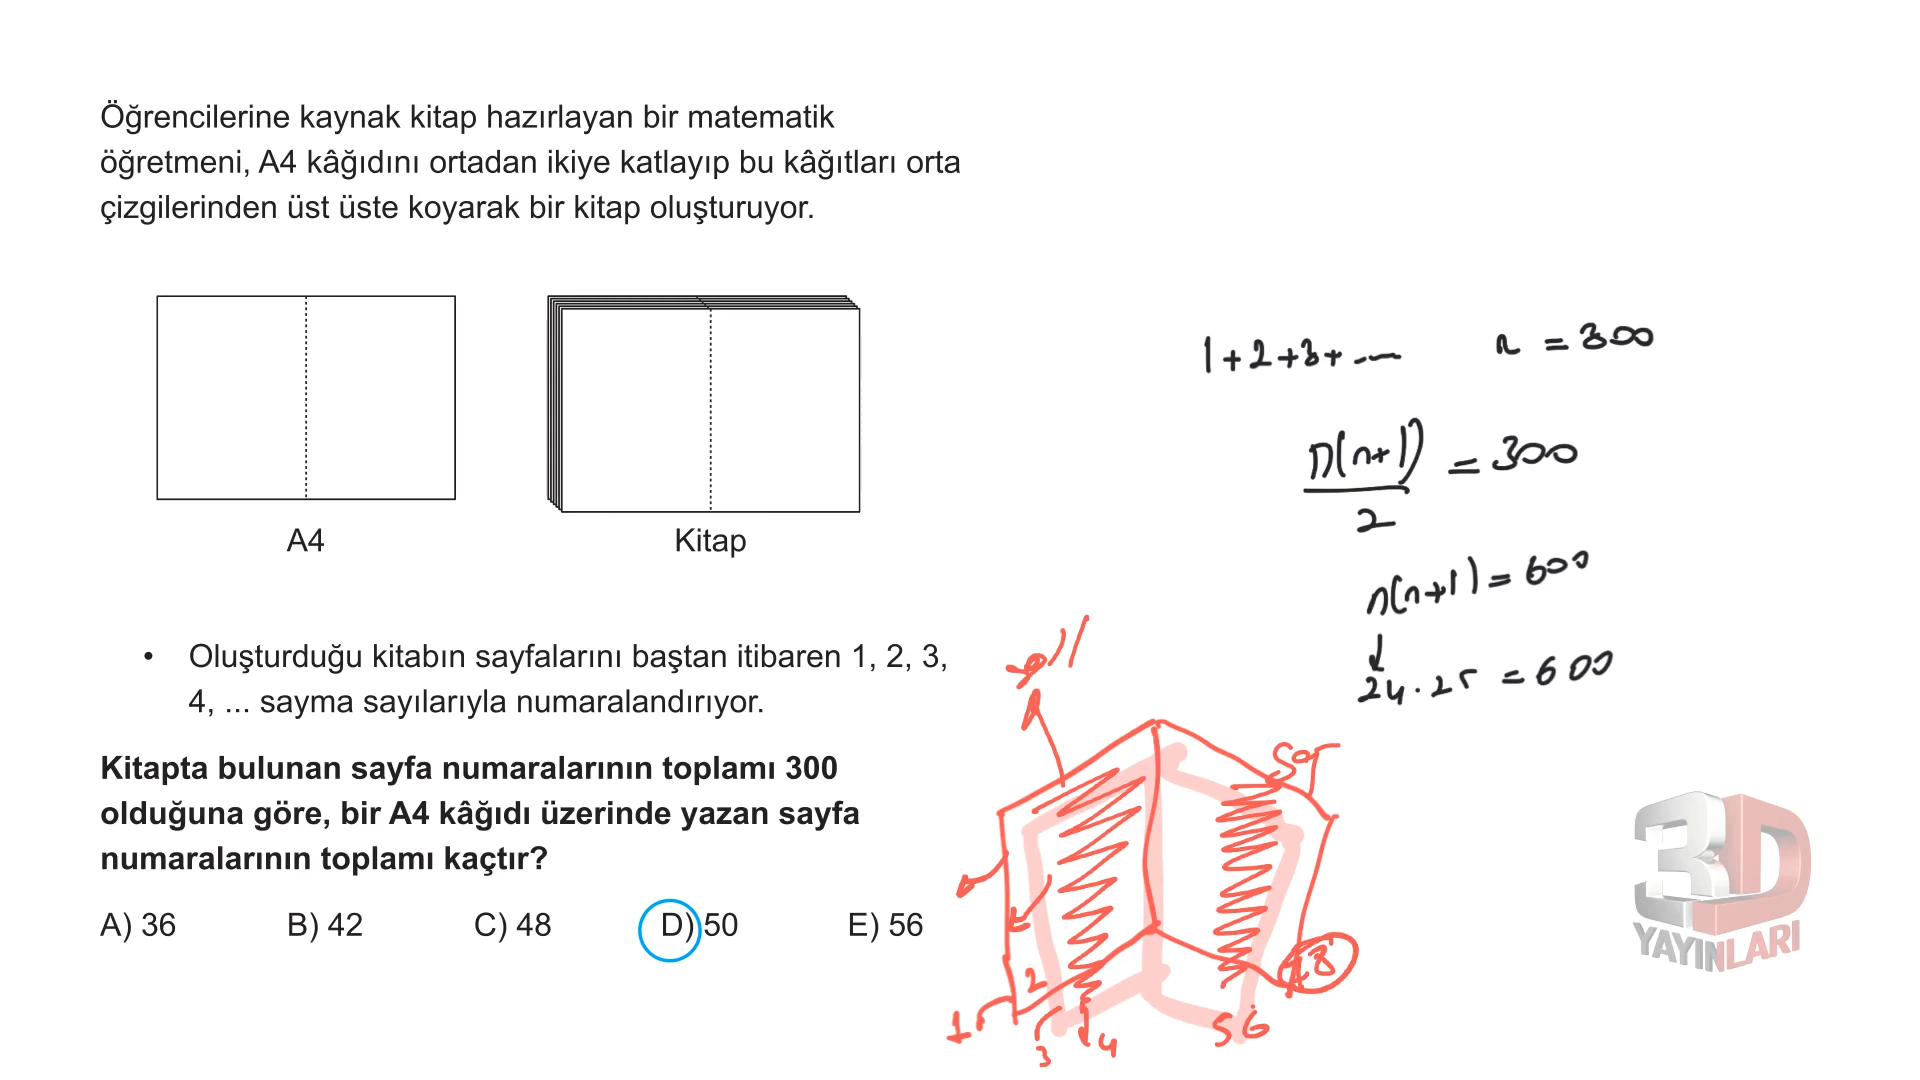 Öğrencilerine kaynak kitap hazırlayan bir matematik
öğretmeni, A4 kâğıdını ortadan ikiye katlayıp bu kâğıtları orta
çizgilerinden üst üste koyarak bir kitap oluşturuyor.
A4
Kitap
• Oluşturduğu kitabın sayfalarını baştan itibaren 1, 2, 3,
4, ... sayma sayılarıyla numaralandırıyor.
Kitapta bulunan sayfa numaralarının toplamı 300
olduğuna göre, bir A4 kâğıdı üzerinde yazan sayfa
numaralarının toplamı kaçtır?
A) 36 B) 42 C) 48 D) 50 E) 56
1+2+3+ ... n = 300
n(n+1)/2 = 300
n(n+1) = 600
24 . 25 = 600
1 2
3 4
5 6
3D
YAYINLARI